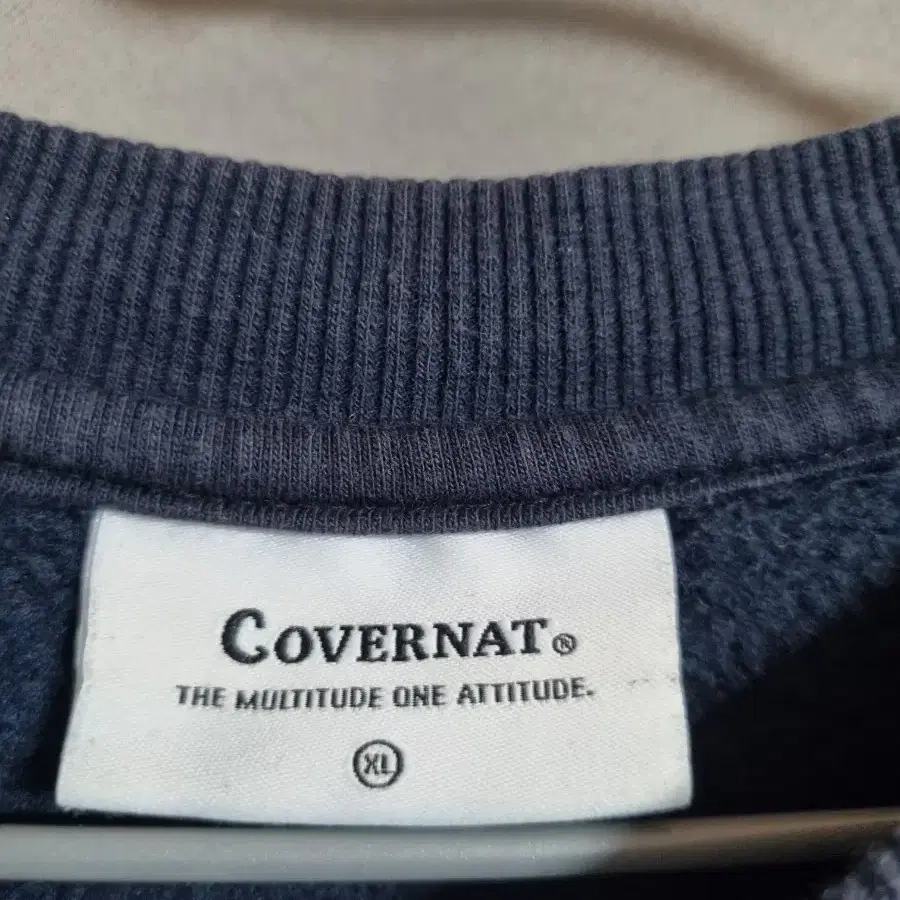 COVERNAT®
THE MULTITUDE ONE ATTITUDE.
XL